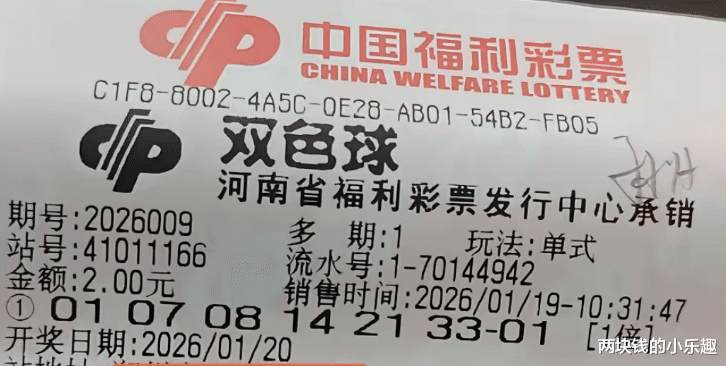 中国福利彩票
CHINA WELFARE LOTTERY
C1F8-8002-4A5C-0E28-AB01-54B2-FB05
双色球
河南省福利彩票发行中心承销
期号:2026009 多 期:1 玩法:单式
站号:41011166 流水号:1-70144942
金额:2.00元 销售时间:2026/01/19-10:31:47
① 01 07 08 14 21 33-01 [1倍]
开奖日期:2026/01/20
两块钱的小乐趣